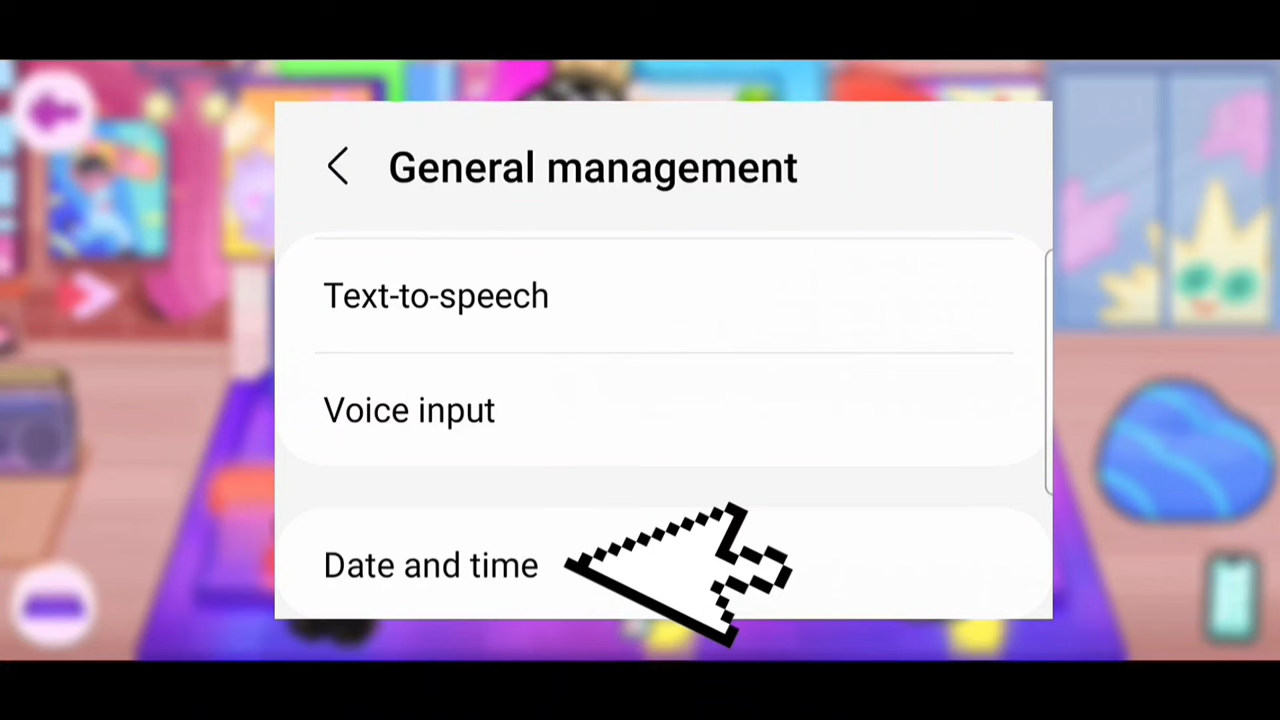 General management
Text-to-speech
Voice input
Date and time